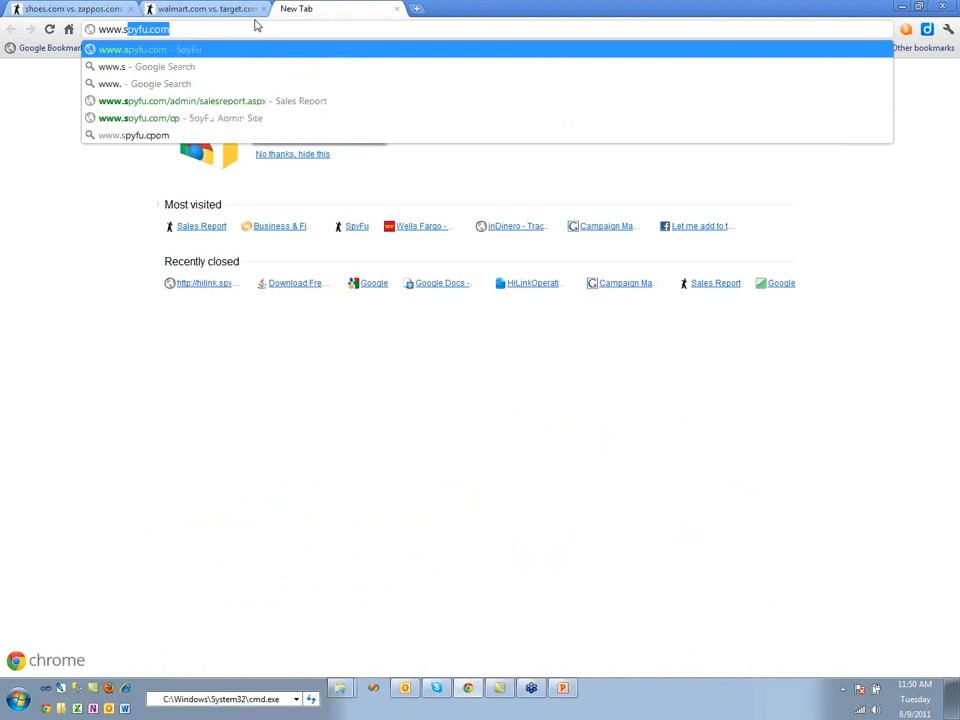 shoes.com vs. zappos.com
walmart.com vs. target.com
New Tab
www.spyfu.com
Google Bookmar
Other bookmarks
www.spyfu.com - SpyFu
www.s - Google Search
www. - Google Search
www.spyfu.com/admin/salesreport.aspx - Sales Report
www.spyfu.com/cp - SpyFu Admin Site
www.spyfu.cpom
No thanks, hide this
Most visited
Sales Report
Business & Fi..
SpyFu
Wells Fargo -..
inDinero - Trac..
Campaign Ma...
Let me add to t...
Recently closed
http://hilink.spy...
Download Fre...
Google
Google Docs -..
HiLinkOperati..
Campaign Ma...
Sales Report
Google
chrome
C:\Windows\System32\cmd.exe
11:50 AM
Tuesday
8/9/2011